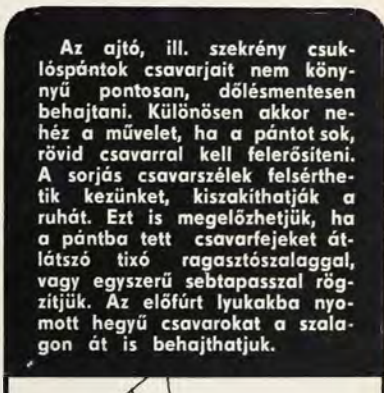 Az ajtó, ill. szekrény csuk-
lóspántok csavarjait nem köny-
nyű pontosan, dőlésmentesen
behajtani. Különösen akkor ne-
héz a művelet, ha a pántot sok,
rövid csavarral kell felerősíteni.
A sorjás csavarszélek felsérthe-
tik kezünket, kiszakíthatják a
ruhát. Ezt is megelőzhetjük, ha
a pántba tett csavarfejeket át-
látszó tixó ragasztószalaggal,
vagy egyszerű sebtapasszal rög-
zítjük. Az előfúrt lyukakba nyo-
mott hegyű csavarokat a szala-
gon át is behajthatjuk.